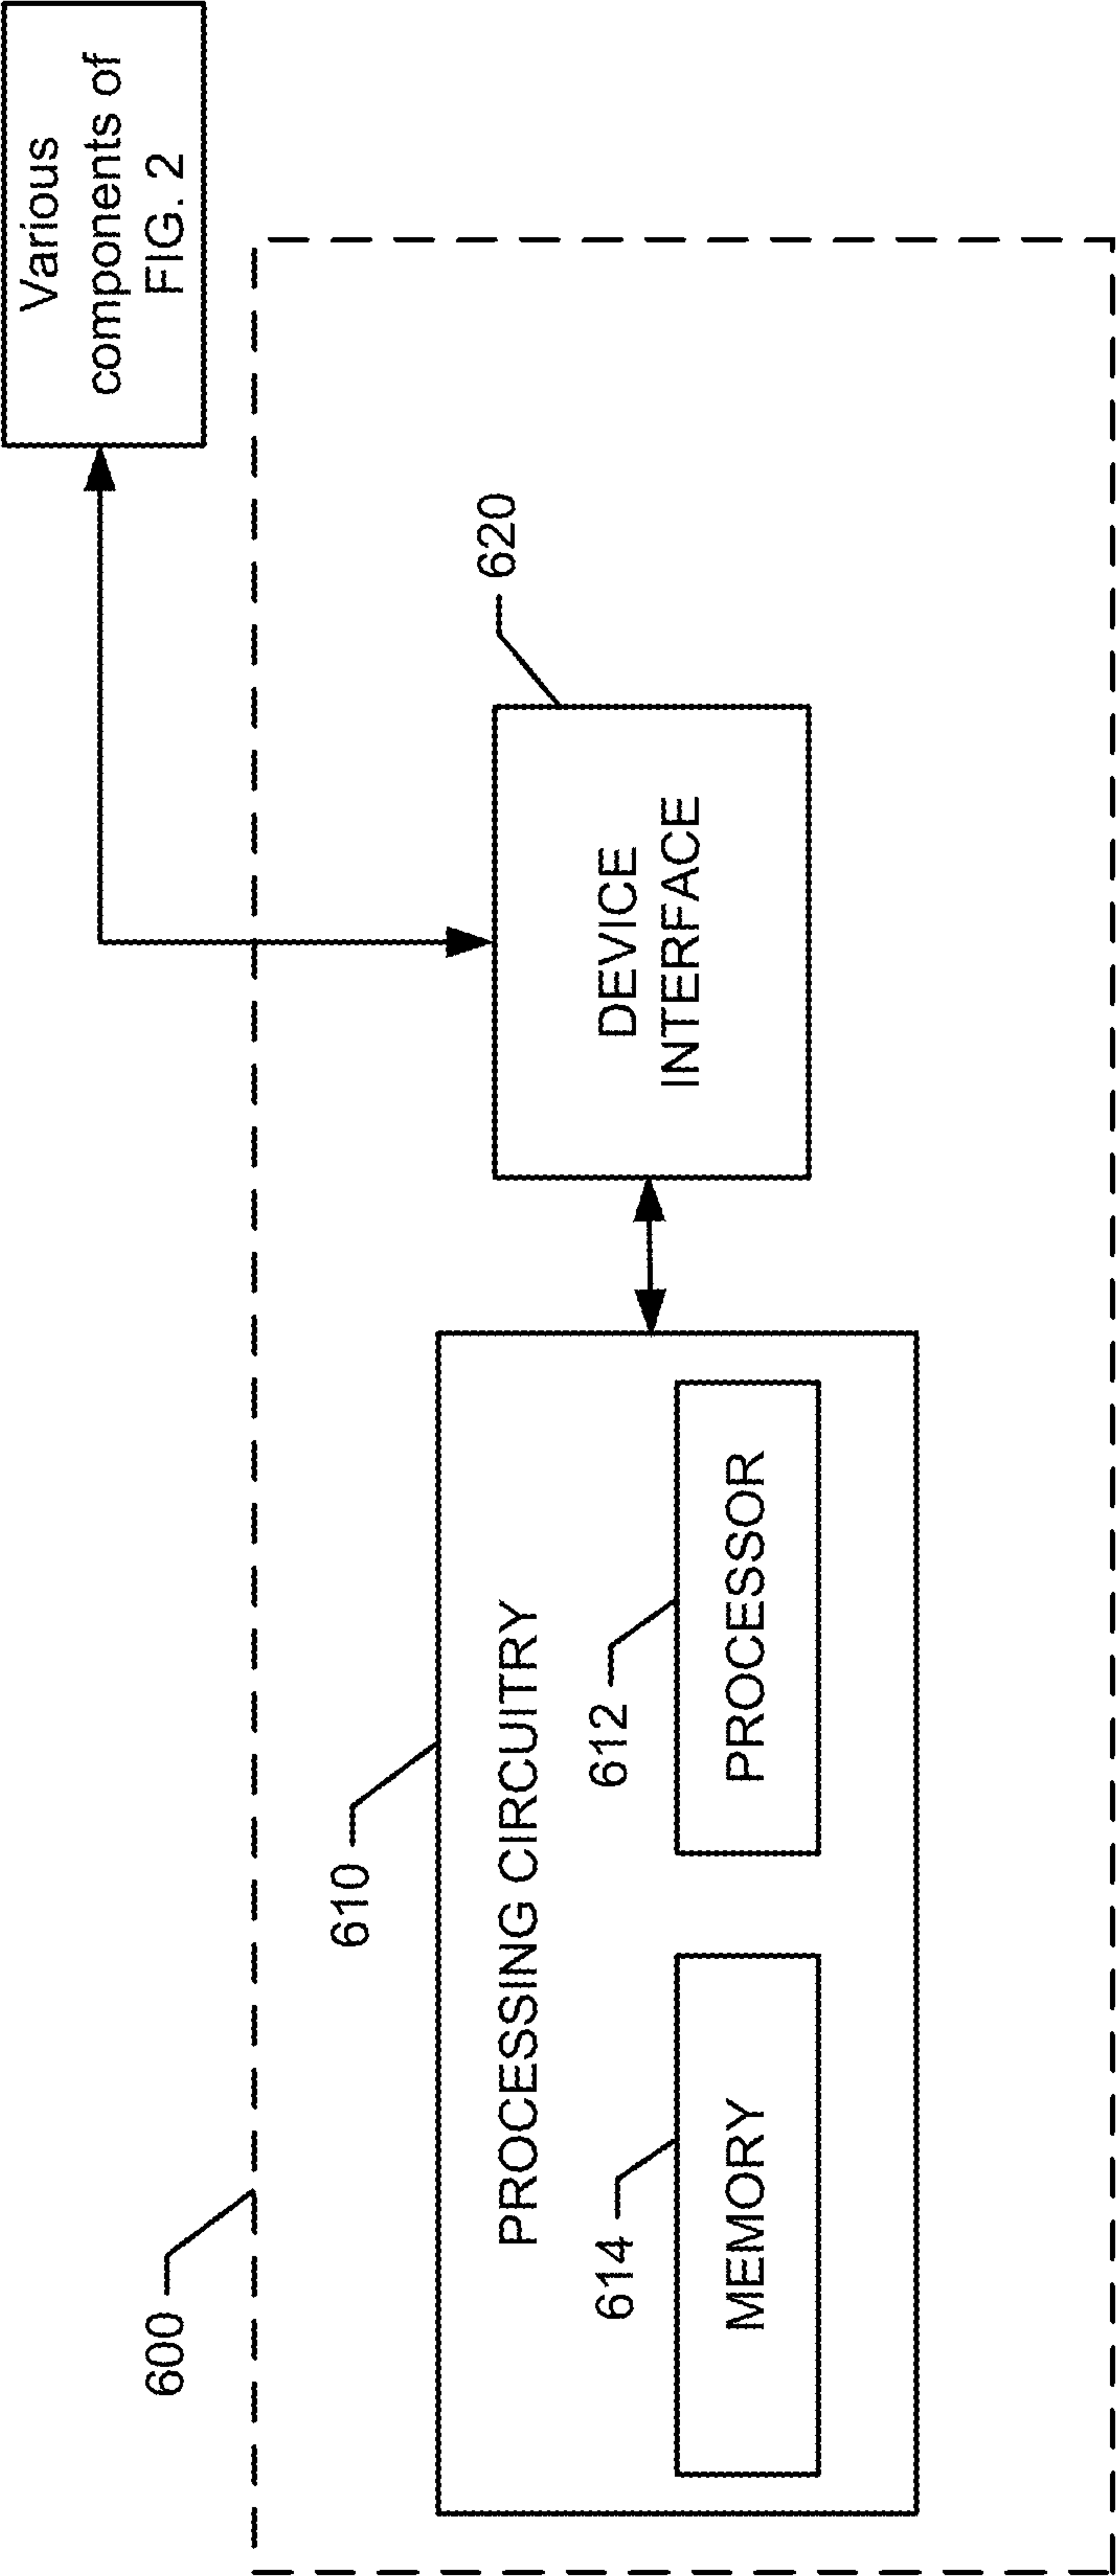 Various
components of
FIG. 2
600
610
PROCESSING CIRCUITRY
614
MEMORY
612
PROCESSOR
620
DEVICE
INTERFACE